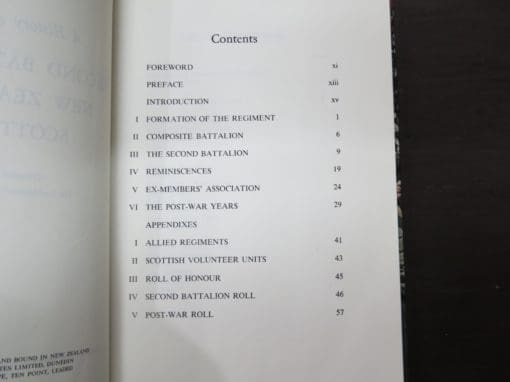 Contents
FOREWORD xi
PREFACE xiii
INTRODUCTION xv
I FORMATION OF THE REGIMENT 1
II COMPOSITE BATTALION 6
III THE SECOND BATTALION 9
IV REMINISCENCES 19
V EX-MEMBERS' ASSOCIATION 24
VI THE POST-WAR YEARS 29
APPENDIXES
I ALLIED REGIMENTS 41
II SCOTTISH VOLUNTEER UNITS 43
III ROLL OF HONOUR 45
IV SECOND BATTALION ROLL 46
V POST-WAR ROLL 57
AND BOUND IN NEW ZEALAND
LIMITED, DUNEDIN
TEN POINT, LEADED